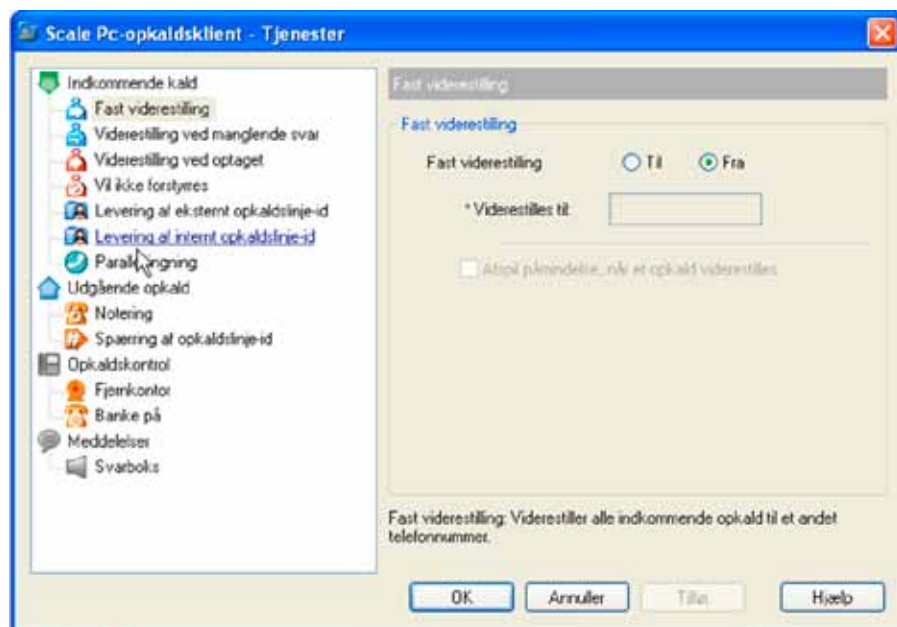 Scale Pc-opkaldsklient - Tjenester
Indkommende kald
Fast viderestilling
Viderestilling ved manglende svar
Viderestilling ved optaget
Vil ikke forstyrres
Levering af eksternt opkaldslinje-id
Levering af internt opkaldslinje-id
Udgående opkald
Notering
Spærring af opkaldslinje-id
Opkaldskontrol
Fjernkontor
Banke på
Meddelelser
Svarboks
Fast viderestilling
Fast viderestilling
Fast viderestilling Til Fra
* Viderestilles til:
Afspil påmindelse, når et opkald viderestilles
Fast viderestilling: Viderestiller alle indkommende opkald til et andet
telefonnummer.
OK Annuller Tilføj Hjælp